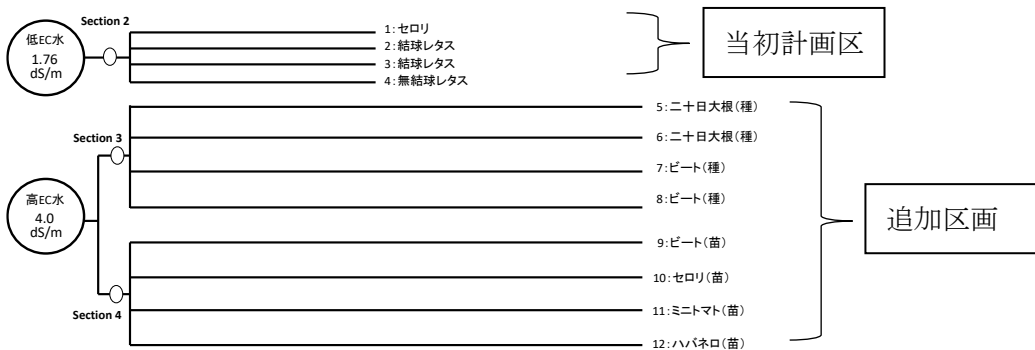 Section 2
低EC水
1.76
dS/m
1:セロリ
2:結球レタス
3:結球レタス
4:無結球レタス
当初計画区
Section 3
高EC水
4.0
dS/m
Section 4
5:二十日大根(種)
6:二十日大根(種)
7:ビート(種)
8:ビート(種)
9:ビート(苗)
10:セロリ(苗)
11:ミニトマト(苗)
12:ハバネロ(苗)
追加区画